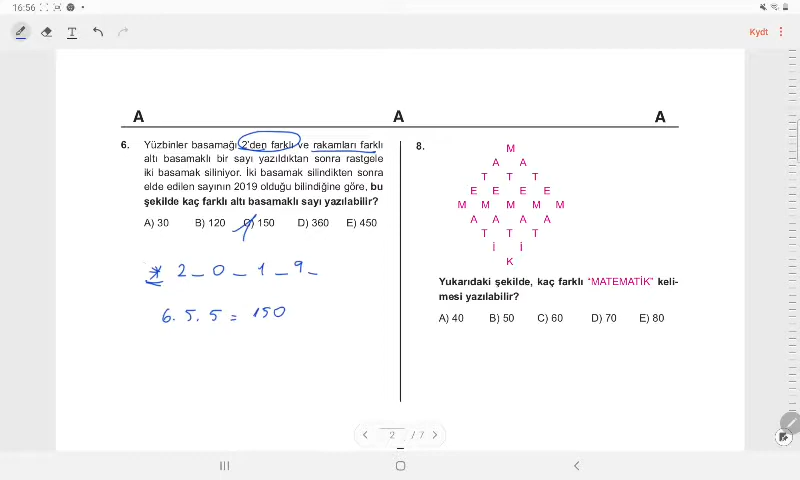 16:56
T
Kydt
A A A
6. Yüzbinler basamağı 2'den farklı ve rakamları farklı
altı basamaklı bir sayı yazıldıktan sonra rastgele
iki basamak siliniyor. İki basamak silindikten sonra
elde edilen sayının 2019 olduğu bilindiğine göre, bu
şekilde kaç farklı altı basamaklı sayı yazılabilir?
A) 30 B) 120 C) 150 D) 360 E) 450
* 2 _ 0 _ 1 _ 9 _
6. 5. 5 = 150
8.
M
A A
T T T
E E E E
M M M M M
A A A A
T T T
İ İ
K
Yukarıdaki şekilde, kaç farklı "MATEMATİK" keli-
mesi yazılabilir?
A) 40 B) 50 C) 60 D) 70 E) 80
2 / 7